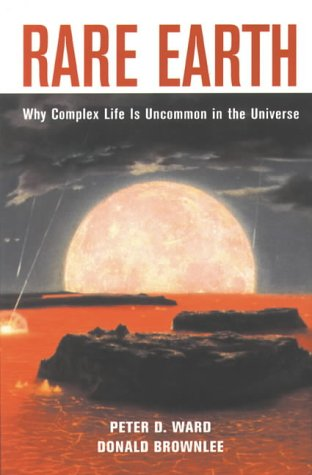 RARE EARTH
Why Complex Life Is Uncommon in the Universe
PETER D. WARD
DONALD BROWNLEE